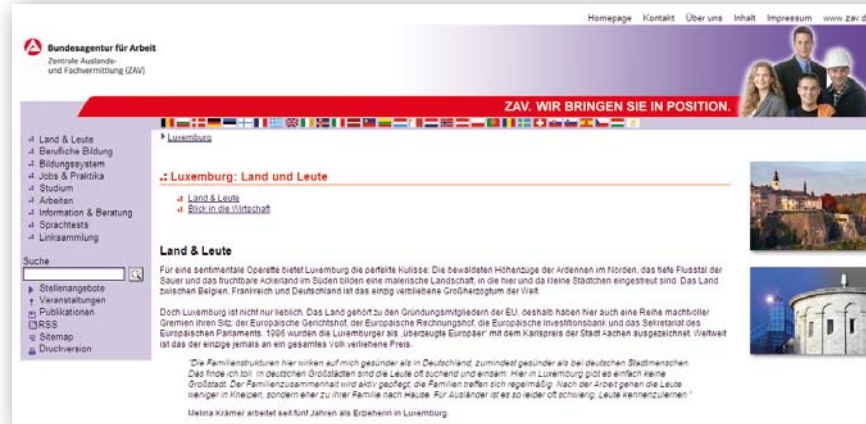 Homepage Kontakt Über uns Inhalt Impressum www.zav.d
Bundesagentur für Arbeit
Zentrale Auslands-
und Fachvermittlung (ZAV)
ZAV. WIR BRINGEN SIE IN POSITION.
Luxemburg
Land & Leute
Berufliche Bildung
Bildungssystem
Jobs & Praktika
Studium
Arbeiten
Information & Beratung
Sprachtests
Linksammlung
Suche
Stellenangebote
Veranstaltungen
Publikationen
RSS
Sitemap
Druckversion
.: Luxemburg: Land und Leute
Land & Leute
Blick in die Wirtschaft
Land & Leute
Für eine sentimentale Operette bietet Luxemburg die perfekte Kulisse: Die bewaldeten Höhenzüge der Ardennen im Norden, das tiefe Flusstal der
Sauer und das fruchtbare Ackerland im Süden bilden eine malerische Landschaft, in die hier und da kleine Städtchen eingestreut sind. Das Land
zwischen Belgien, Frankreich und Deutschland ist das einzig verbliebene Großherzogtum der Welt.
Doch Luxemburg ist nicht nur lieblich. Das Land gehört zu den Gründungsmitgliedern der EU, deshalb haben hier auch eine Reihe machtvoller
Gremien ihren Sitz: der Europäische Gerichtshof, der Europäische Rechnungshof, die Europäische Investitionsbank und das Sekretariat des
Europäischen Parlaments. 1986 wurden die Luxemburger als „überzeugte Europäer“ mit dem Karlspreis der Stadt Aachen ausgezeichnet. Weltweit
ist das der einzige jemals an ein gesamtes Volk verliehene Preis.
"Die Familienstrukturen hier wirken auf mich gesünder als in Deutschland, zumindest gesünder als bei deutschen Stadtmenschen.
Das finde ich toll. In deutschen Großstädten sind die Leute oft suchend und einsam. Hier in Luxemburg gibt es einfach keine
Großstadt. Der Familienzusammenhalt wird aktiv gepflegt, die Familien treffen sich regelmäßig. Nach der Arbeit gehen die Leute
weniger in Kneipen, sondern eher zu ihrer Familie nach Hause. Für Ausländer ist es so leider oft schwierig, Leute kennenzulernen."
Melina Krämer arbeitet seit fünf Jahren als Erzieherin in Luxemburg.